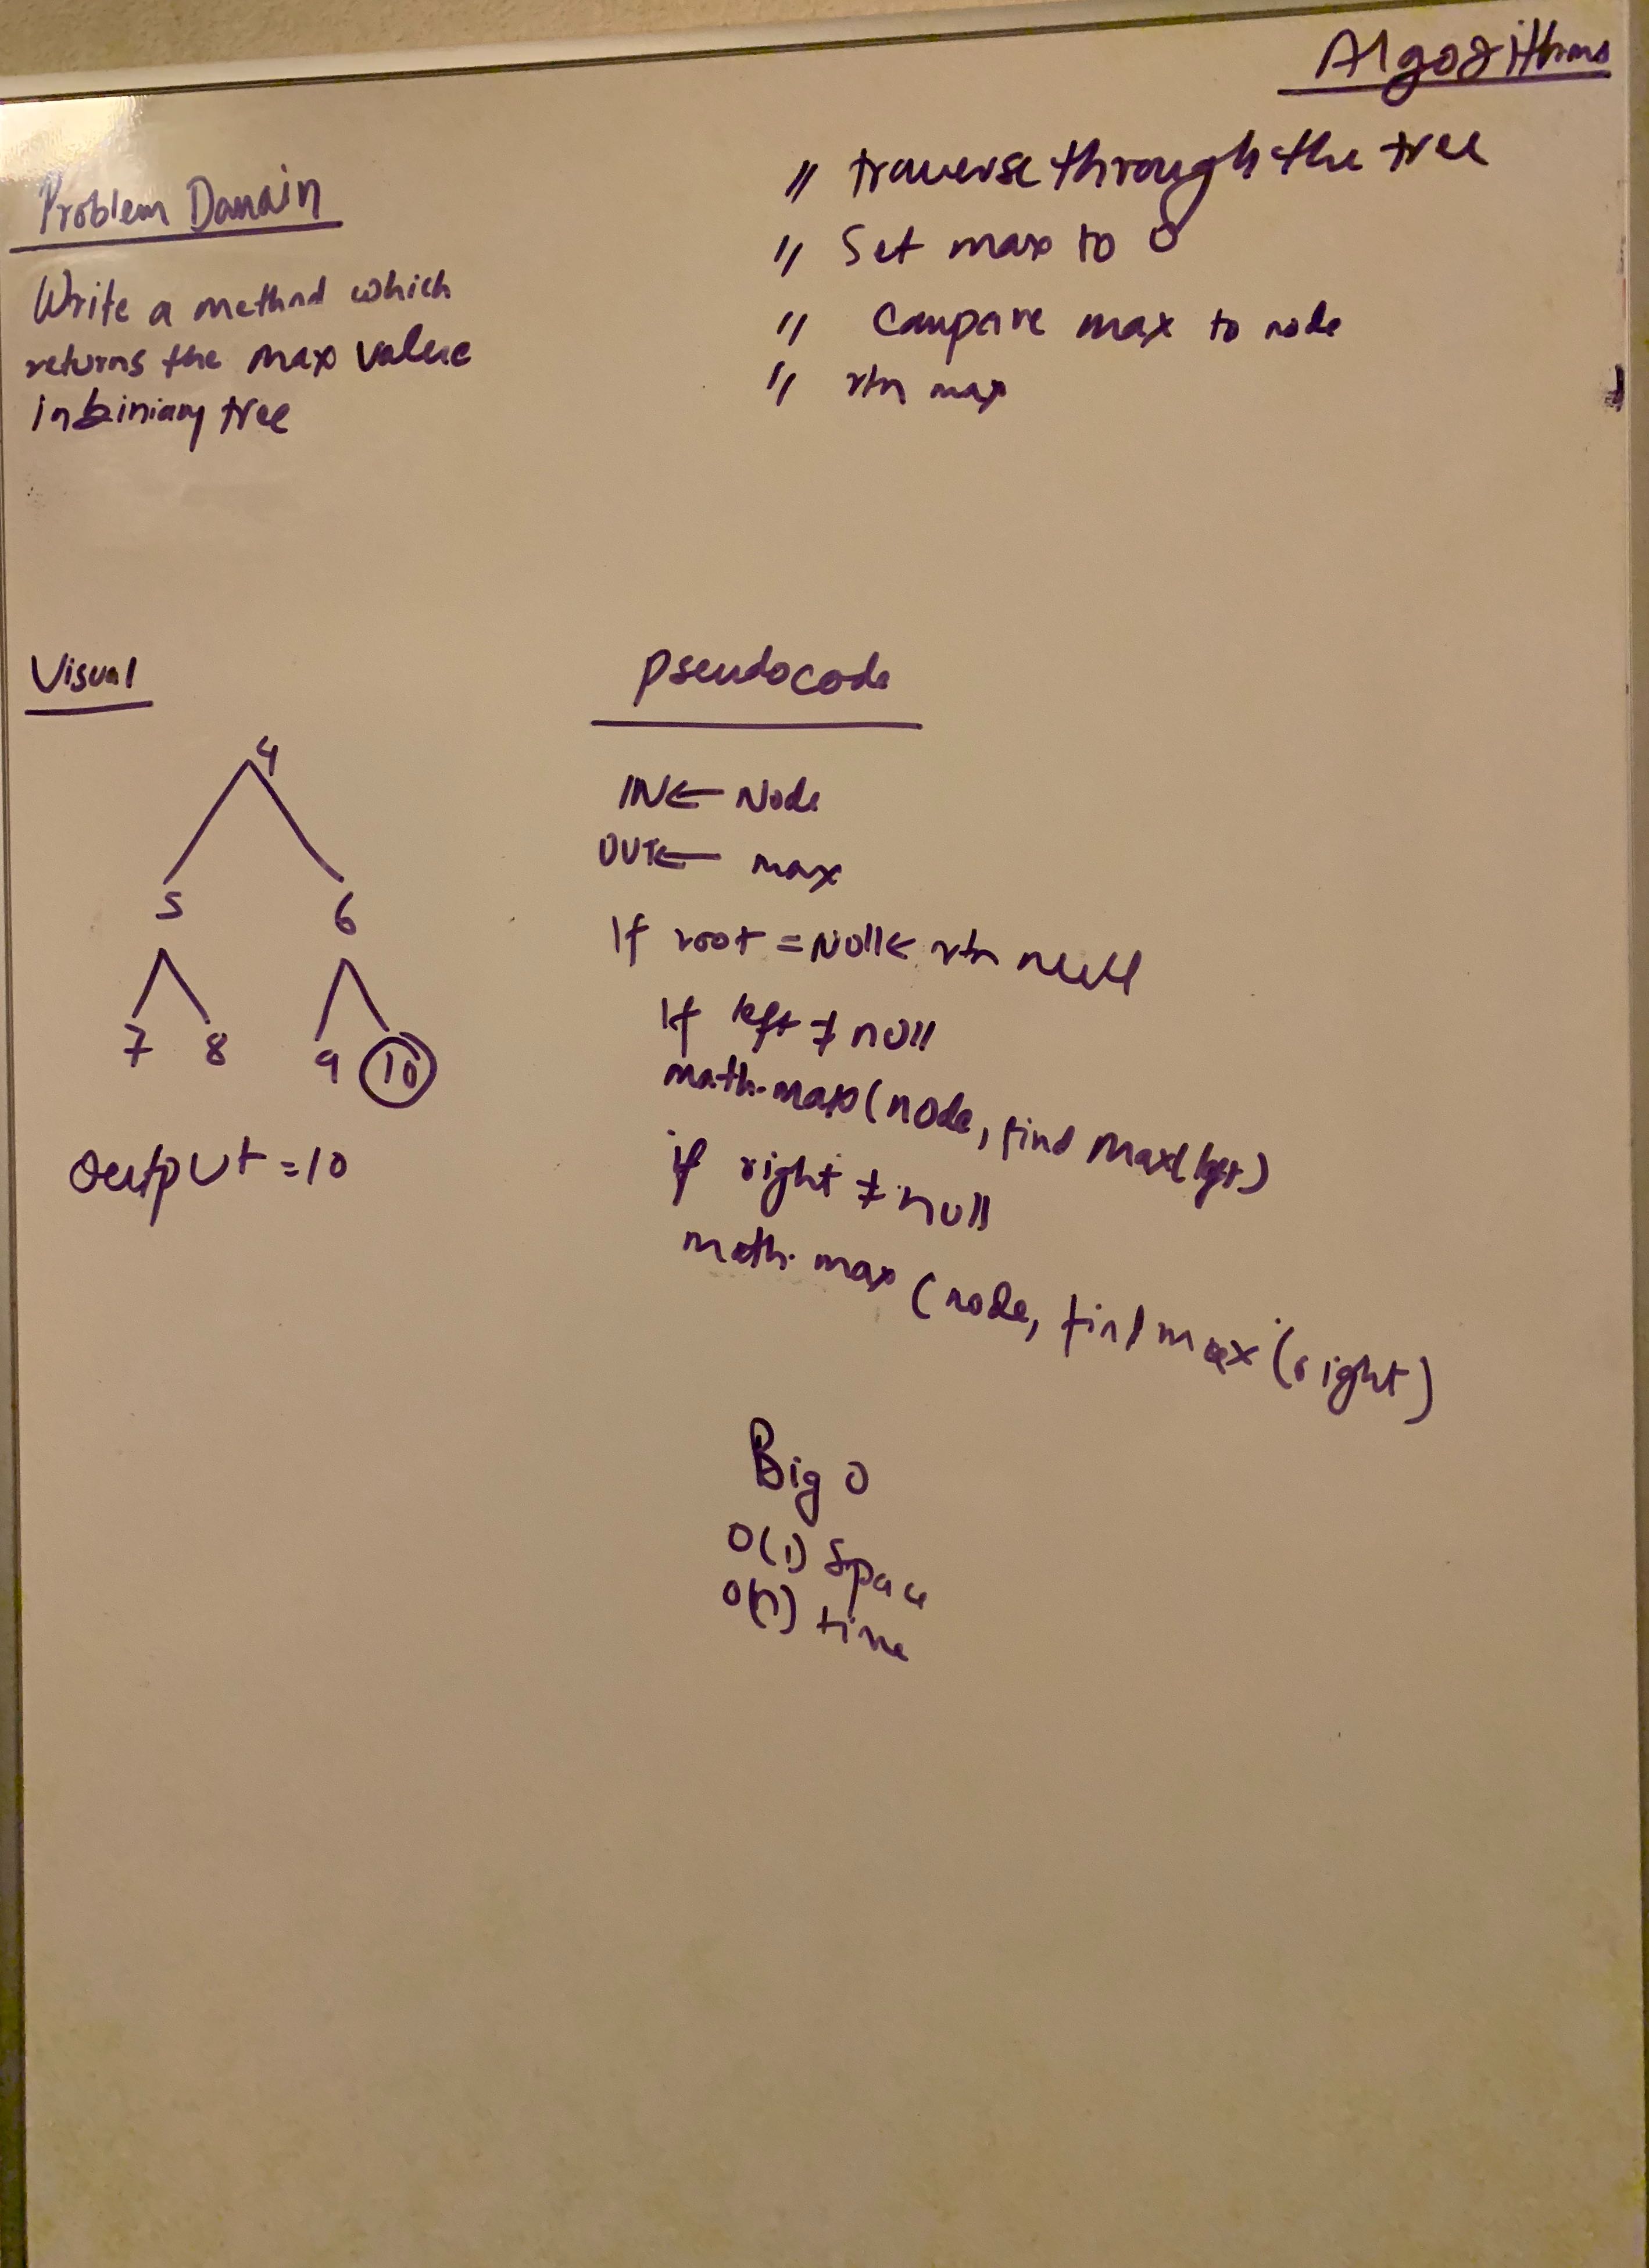 Algorithms
// traverse through the tree
// Set max to 0
// Compare max to node
// rtn max
Problem Domain
Write a method which
returns the max value
in biniary tree
Visual
4
5 6
7 8 9 10
Output = 10
Pseudocode
IN ← Node
OUT ← max
If root = Null ← rtn null
If left ≠ null
math.max(node, find Max(left)
if right ≠ null
math.max (node, findmax (right)
Big O
O(1) Space
O(n) time